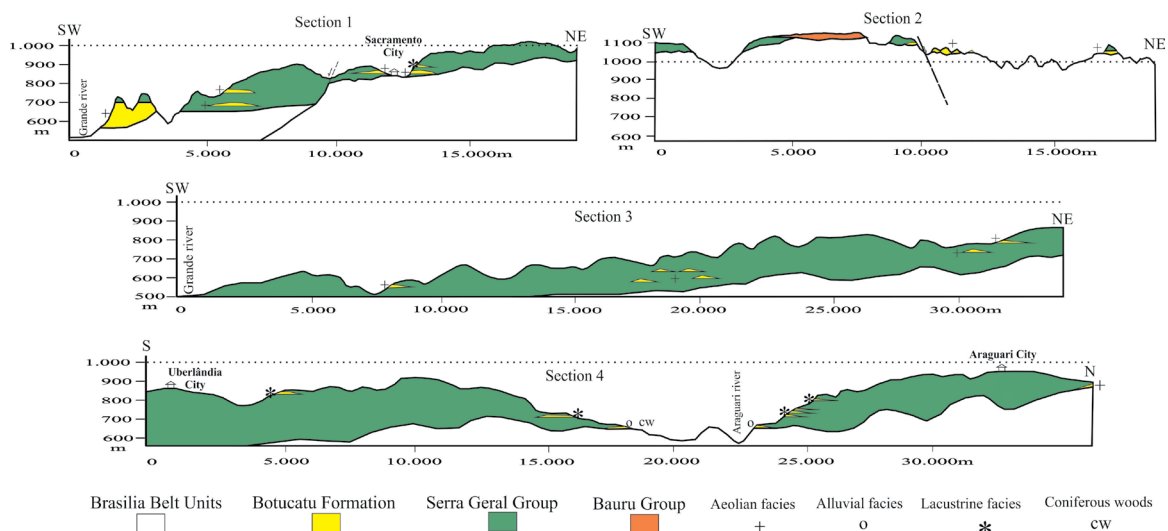 Section 1
SW
NE
Sacramento
City
1.000
900
800
700
600
m
Grande river
0
5.000
10.000
15.000m
Section 2
SW
NE
1100
1000
900
800
700
600
m
0
5.000
10.000
15.000m
Section 3
SW
NE
1.000
900
800
700
600
500
m
Grande river
0
5.000
10.000
15.000
20.000
25.000
30.000m
Section 4
S
N
Uberlândia
City
Araguari City
1.000
900
800
700
600
m
Araguari river
o cw
o
0
5.000
10.000
15.000
20.000
25.000
30.000m
Brasilia Belt Units
Botucatu Formation
Serra Geral Group
Bauru Group
Aeolian facies
+
Alluvial facies
o
Lacustrine facies
*
Coniferous woods
cw